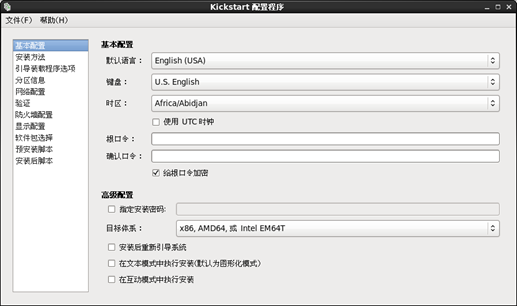 Kickstart 配置程序
文件(F) 帮助(H)
基本配置
安装方法
引导装载程序选项
分区信息
网络配置
验证
防火墙配置
显示配置
软件包选择
预安装脚本
安装后脚本
基本配置
默认语言： English (USA)
键盘： U.S. English
时区： Africa/Abidjan
使用 UTC 时钟
根口令：
确认口令：
给根口令加密
高级配置
指定安装密码:
目标体系： x86, AMD64, 或 Intel EM64T
安装后重新引导系统
在文本模式中执行安装(默认为图形化模式)
在互动模式中执行安装